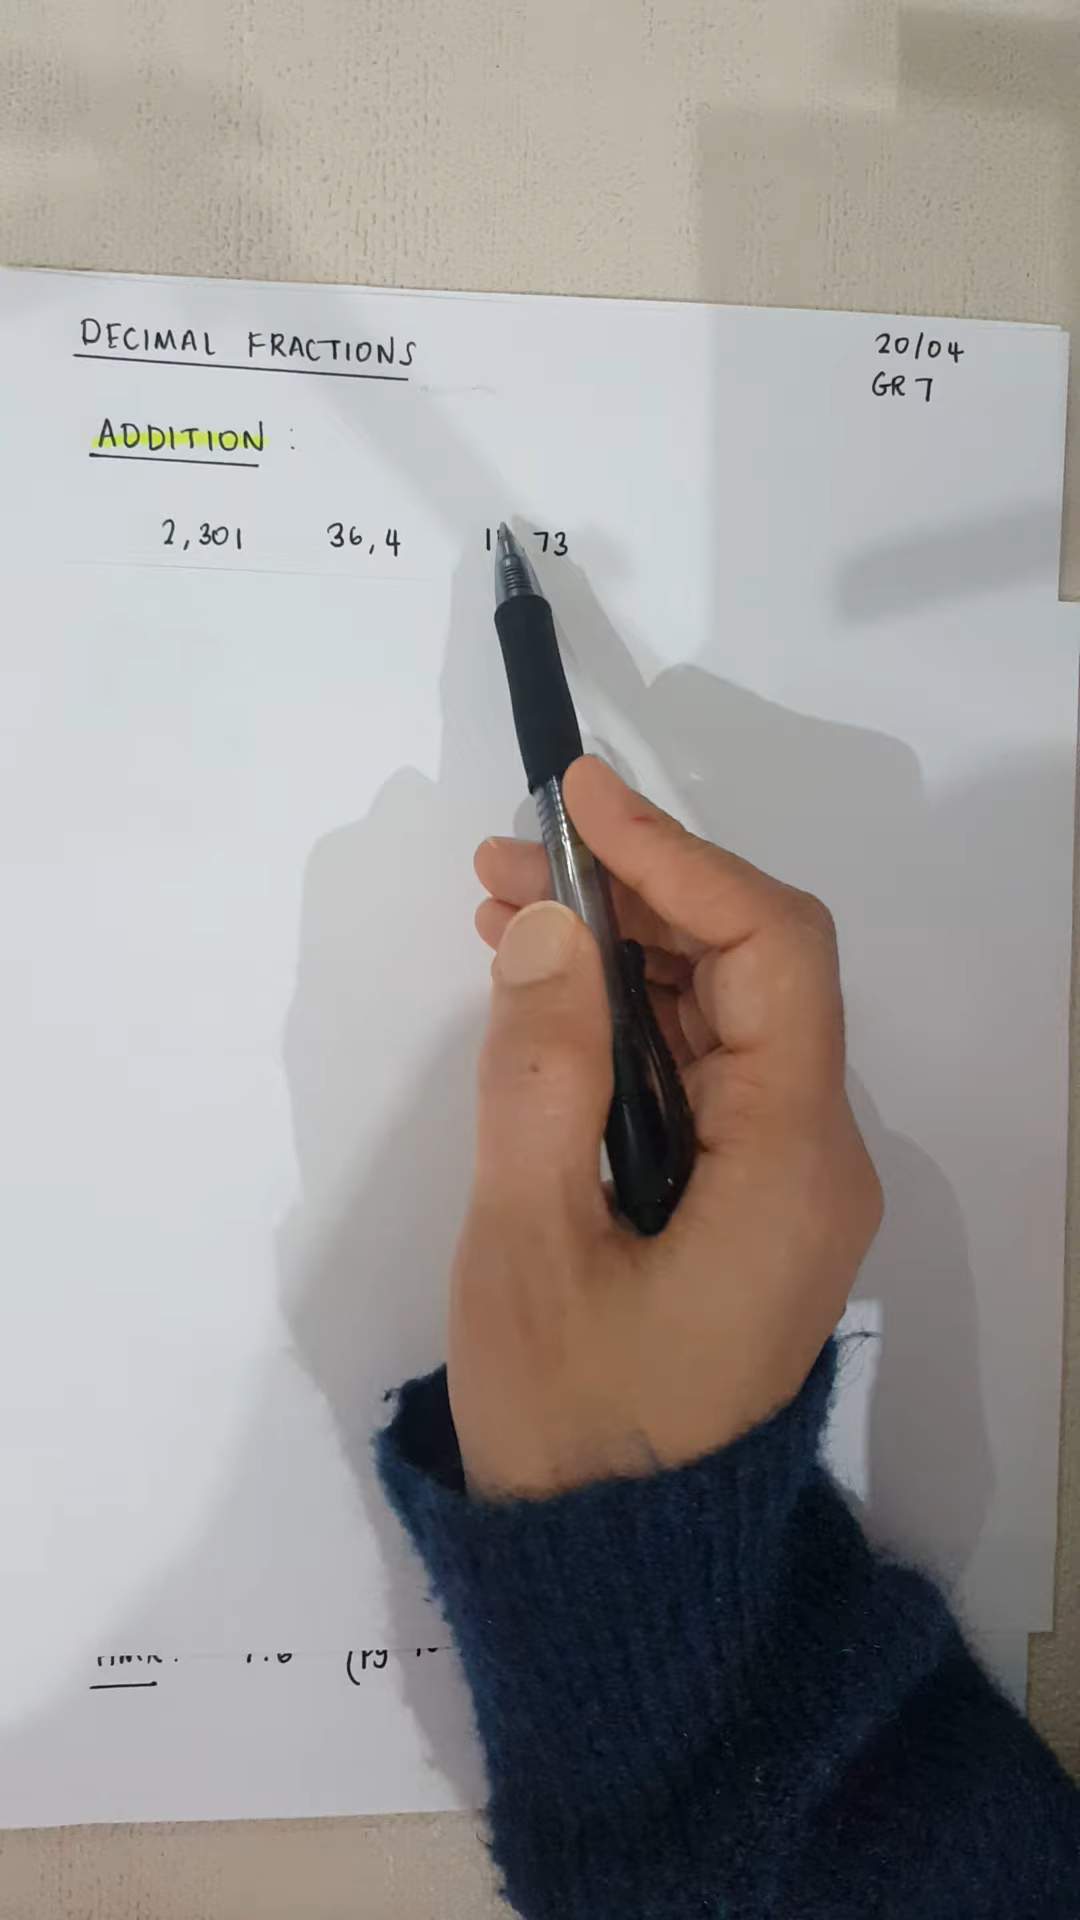 DECIMAL FRACTIONS
20/04
GR 7
ADDITION :
2,301 36,4 73